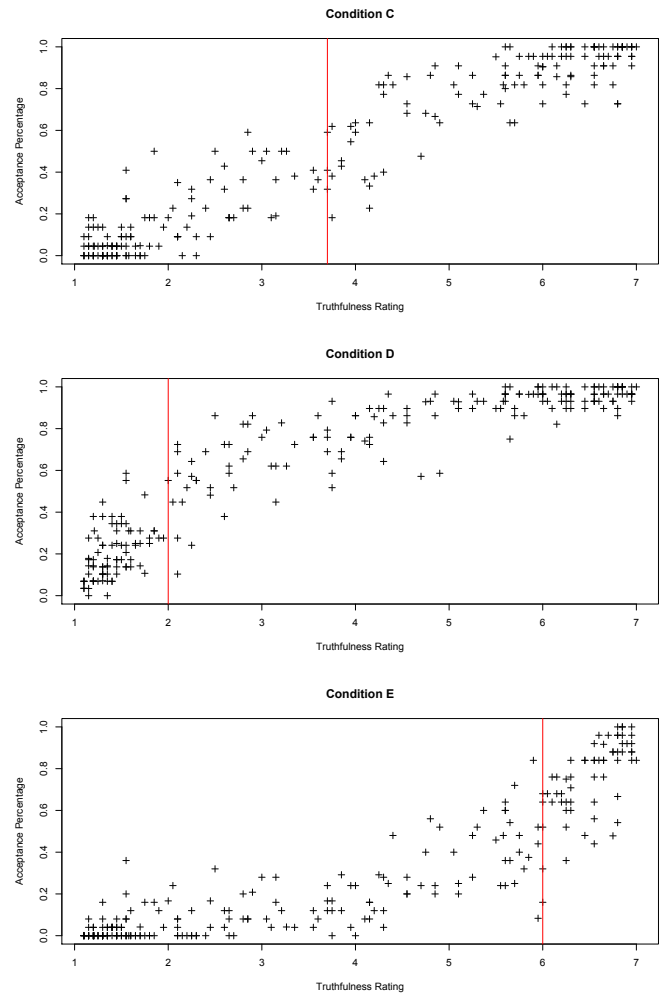 Condition C
Acceptance Percentage
0.0 0.2 0.4 0.6 0.8 1.0
1 2 3 4 5 6 7
Truthfulness Rating
Condition D
Acceptance Percentage
0.0 0.2 0.4 0.6 0.8 1.0
1 2 3 4 5 6 7
Truthfulness Rating
Condition E
Acceptance Percentage
0.0 0.2 0.4 0.6 0.8 1.0
1 2 3 4 5 6 7
Truthfulness Rating